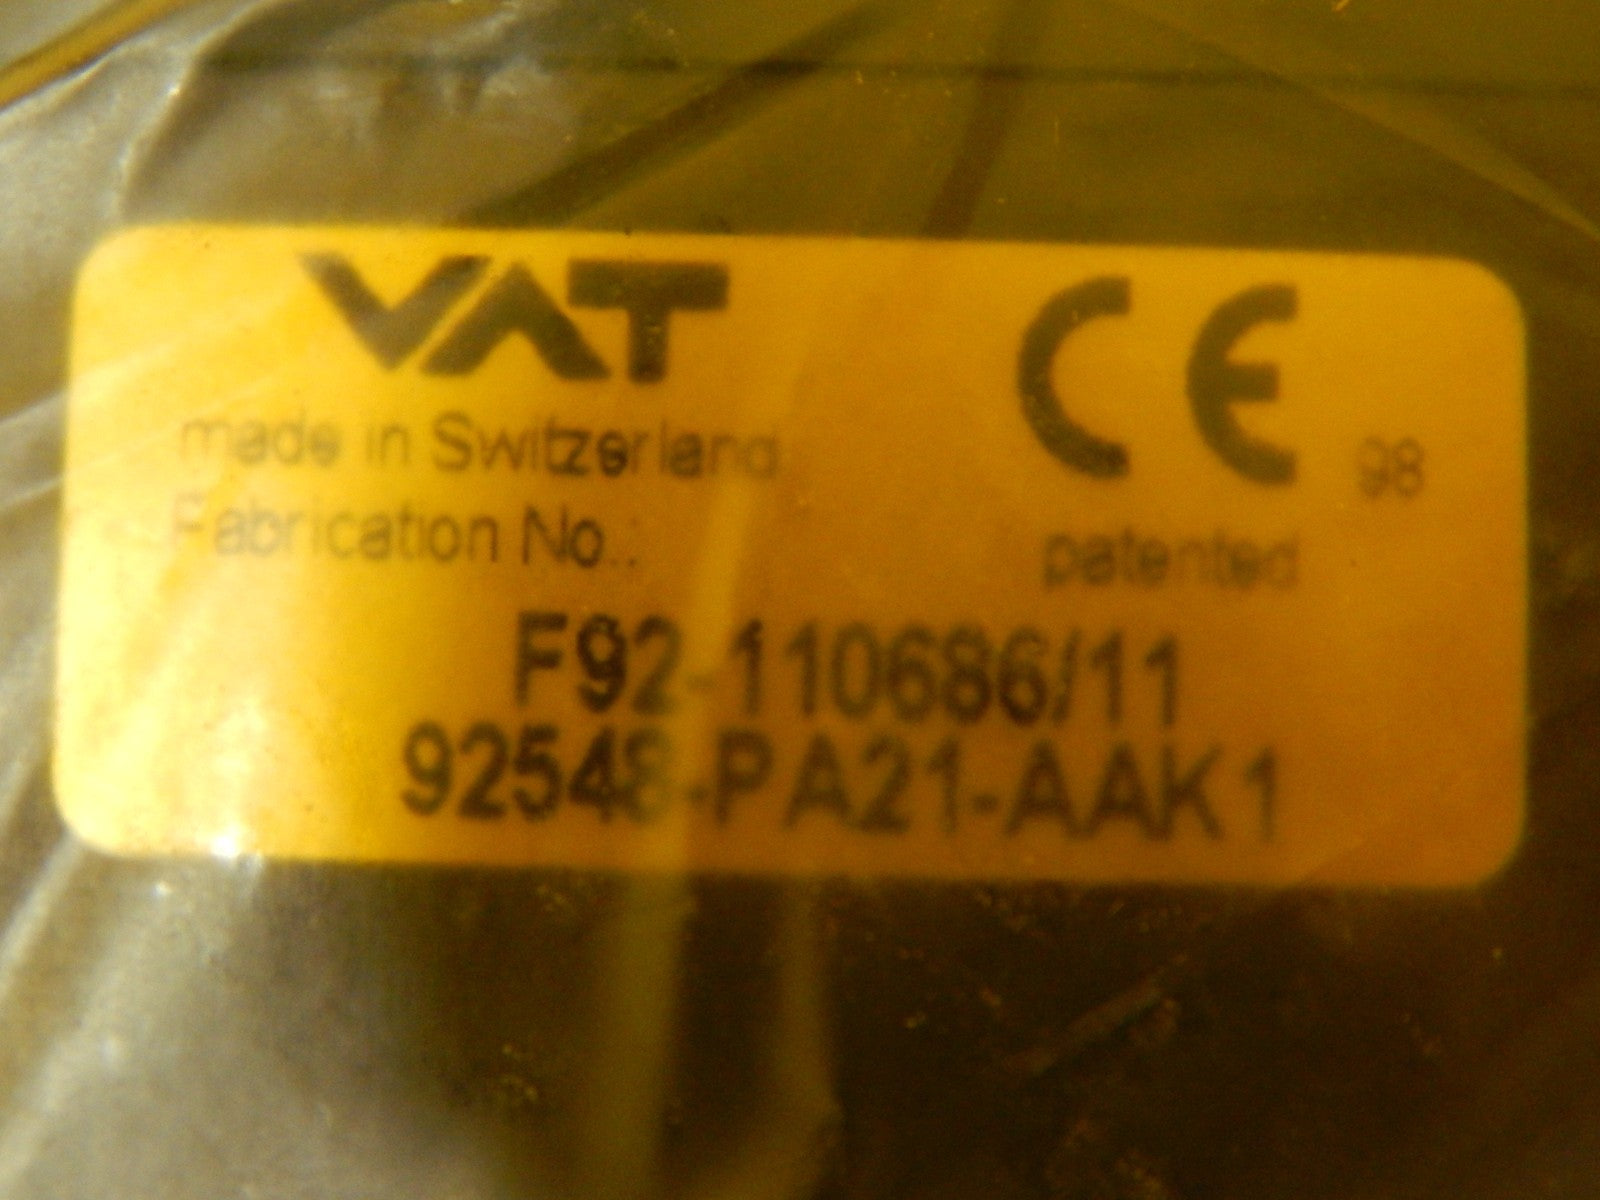 VAT
made in Switzerland
Fabrication No.:
CE 98
patented
F92-110686/11
92548-PA21-AAK1